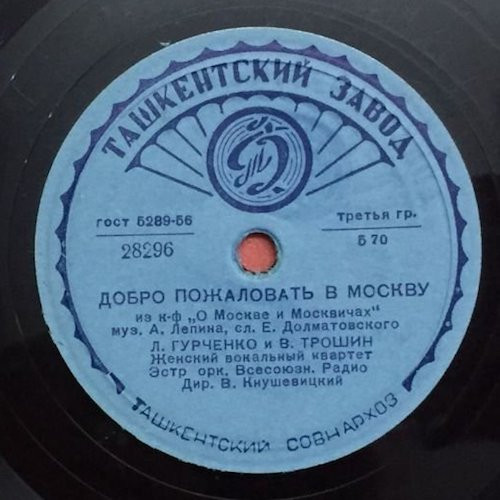 ТАШКЕНТСКИЙ ЗАВОД
гост 5289-56
третья гр.
28296
Б 70
ДОБРО ПОЖАЛОВАТЬ В МОСКВУ
из к-ф „О Москве и Москвичах"
муз. А. Лепина, сл. Е. Долматовского
Л. ГУРЧЕНКО и В. ТРОШИН
Женский вокальный квартет
Эстр орк. Всесоюзн. Радио
Дир. В. Кнушевицкий
ТАШКЕНТСКИЙ СОВНАРХОЗ